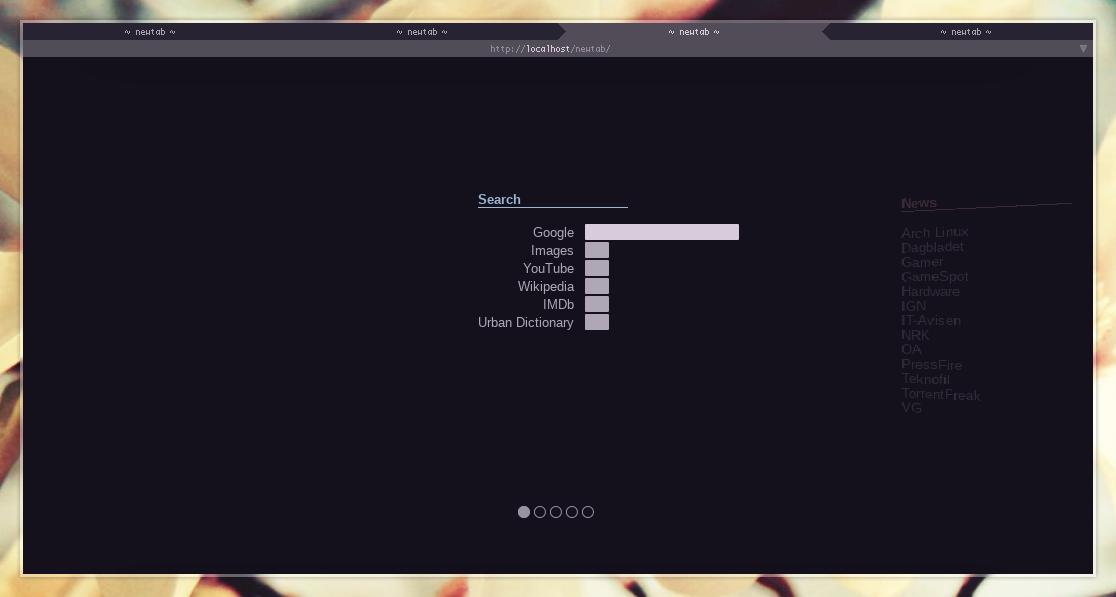 ~ newtab ~ ~ newtab ~ ~ newtab ~ ~ newtab ~
http://localhost/newtab/
Search
Google
Images
YouTube
Wikipedia
IMDb
Urban Dictionary
News
Arch Linux
Dagbladet
Gamer
GameSpot
Hardware
IGN
IT-Avisen
NRK
OA
PressFire
Teknofil
TorrentFreak
VG